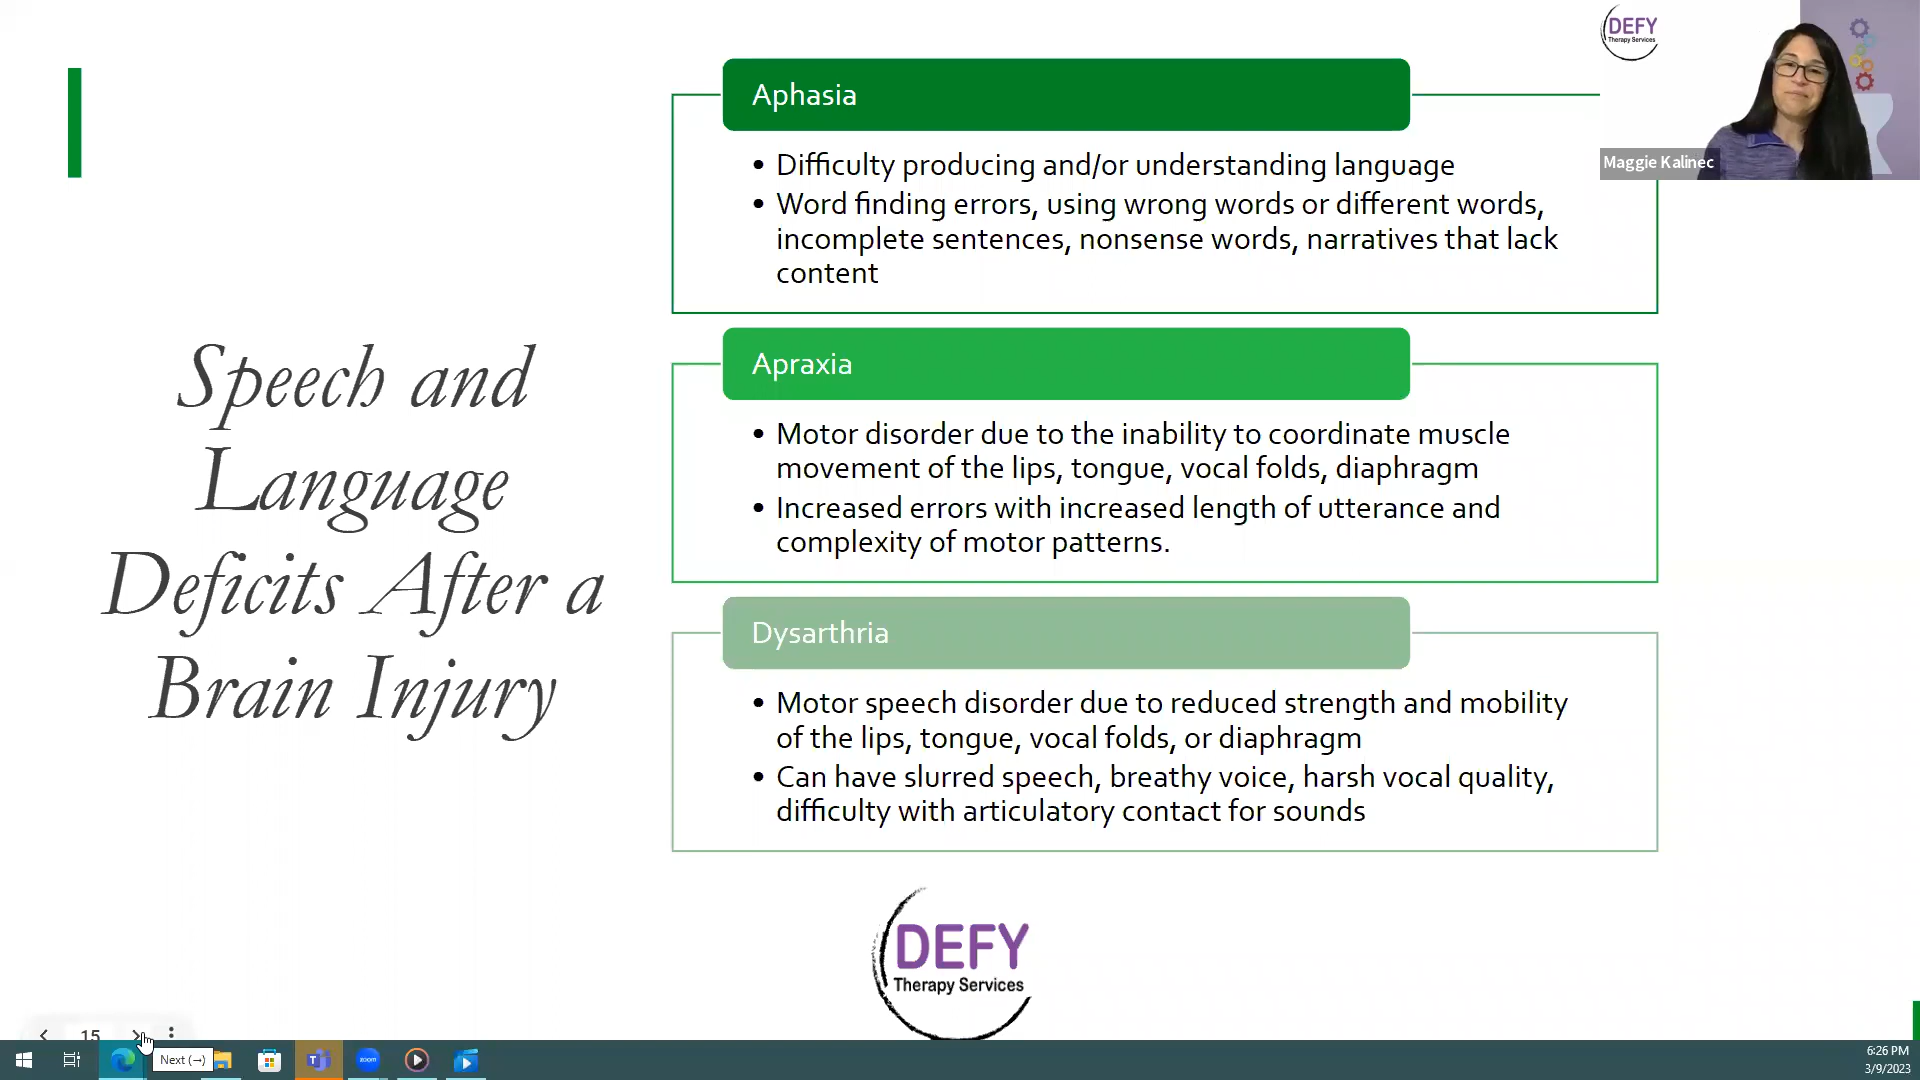 DEFY
Therapy Services
Maggie Kalinec
Speech and
Language
Deficits After a
Brain Injury
Aphasia
• Difficulty producing and/or understanding language
• Word finding errors, using wrong words or different words,
incomplete sentences, nonsense words, narratives that lack
content
Apraxia
• Motor disorder due to the inability to coordinate muscle
movement of the lips, tongue, vocal folds, diaphragm
• Increased errors with increased length of utterance and
complexity of motor patterns.
Dysarthria
• Motor speech disorder due to reduced strength and mobility
of the lips, tongue, vocal folds, or diaphragm
• Can have slurred speech, breathy voice, harsh vocal quality,
difficulty with articulatory contact for sounds
DEFY
Therapy Services
15
Next (→)
T
zoom
6:26 PM
3/9/2023